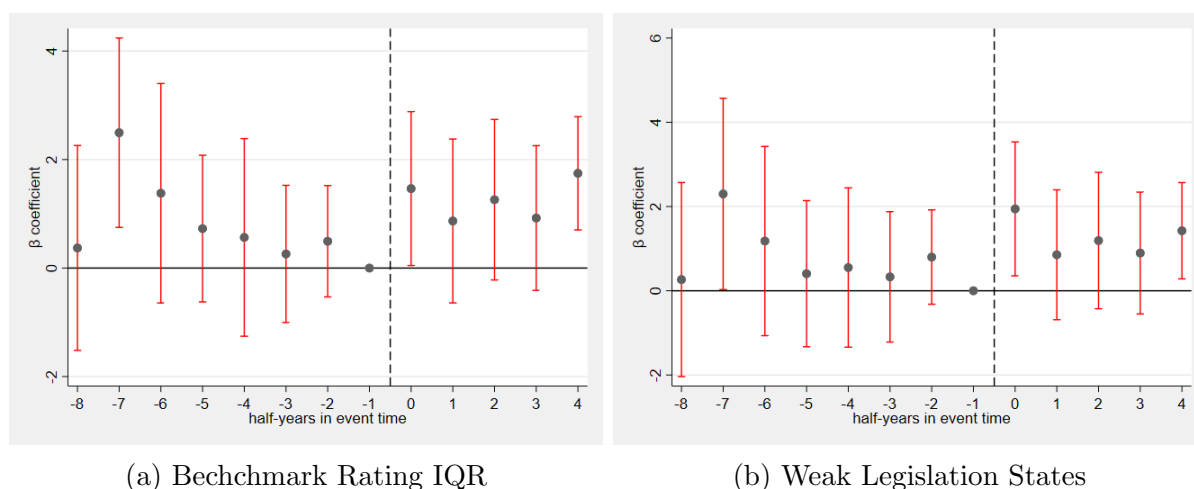 4
2
0
-2
β coefficient
-8 -7 -6 -5 -4 -3 -2 -1 0 1 2 3 4
half-years in event time
(a) Bechchmark Rating IQR
6
4
2
0
-2
β coefficient
-8 -7 -6 -5 -4 -3 -2 -1 0 1 2 3 4
half-years in event time
(b) Weak Legislation States